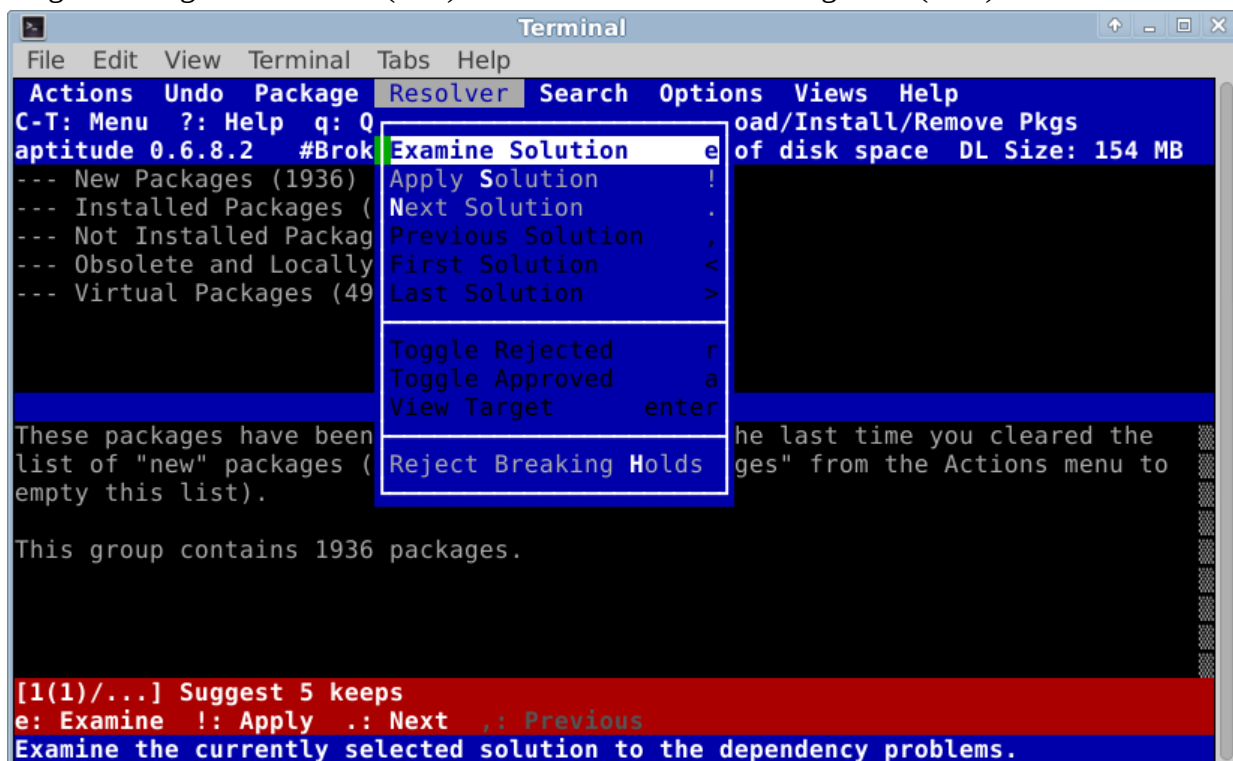 Terminal
File Edit View Terminal Tabs Help
Actions Undo Package Resolver Search Options Views Help
C-T: Menu ?: Help q: Q oad/Install/Remove Pkgs
aptitude 0.6.8.2 #Brok Examine Solution e of disk space DL Size: 154 MB
--- New Packages (1936) Apply Solution !
--- Installed Packages ( Next Solution .
--- Not Installed Packag Previous Solution ,
--- Obsolete and Locally First Solution <
--- Virtual Packages (49 Last Solution >
Toggle Rejected r
Toggle Approved a
View Target enter
These packages have been he last time you cleared the
list of "new" packages ( Reject Breaking Holds ges" from the Actions menu to
empty this list).
This group contains 1936 packages.
[1(1)/...] Suggest 5 keeps
e: Examine !: Apply .: Next ,: Previous
Examine the currently selected solution to the dependency problems.